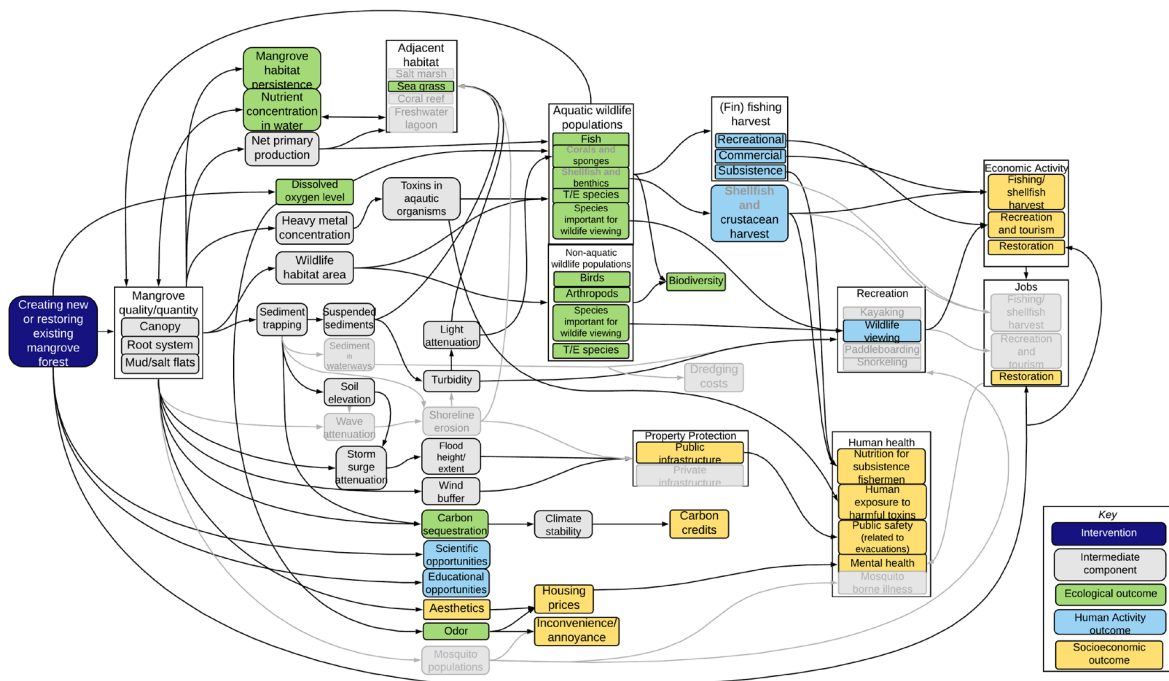 Mangrove
habitat
persistence
Nutrient
concentration
in water
Net primary
production
Adjacent
habitat
Salt marsh
Sea grass
Coral reef
Freshwater
lagoon
Dissolved
oxygen level
Heavy metal
concentration
Toxins in
aqautic
organisms
Wildlife
habitat area
Aquatic wildlife
populations
Fish
Corals and
sponges
Shellfish and
benthics
T/E species
Species
important for
wildife viewing
Non-aquatic
wildlife populations
Birds
Arthropods
Species
important for
wildlife viewing
T/E species
(Fin) fishing
harvest
Recreational
Commercial
Subsistence
Shellfish and
crustacean
harvest
Biodiversity
Economic Activity
Fishing/
shellfish
harvest
Recreation
and tourism
Restoration
Jobs
Fishing/
shellfish
harvest
Recreation
and
tourism
Restoration
Recreation
Kayaking
Wildlife
viewing
Paddleboarding
Snorkeling
Creating new
or restoring
existing
mangrove
forest
Mangrove
quality/quantity
Canopy
Root system
Mud/salt flats
Sediment
trapping
Suspended
sediments
Sediment in
waterways
Light
attenuation
Turbidity
Dredging
costs
Soil
elevation
Wave
attenuation
Shoreline
erosion
Storm
surge
attenuation
Flood
height/
extent
Wind
buffer
Property Protection
Public
infrastructure
Private
infrastructure
Human health
Nutrition for
subsistence
fishermen
Human
exposure to
harmful toxins
Public safety
(related to
evacuations)
Mental health
Mosquito
borne illness
Carbon
sequestration
Climate
stability
Carbon
credits
Scientific
opportunities
Educational
opportunities
Aesthetics
Housing
prices
Odor
Inconvenience/
annoyance
Mosquito
populations
Key
Intervention
Intermediate
component
Ecological outcome
Human Activity
outcome
Socioeconomic
outcome